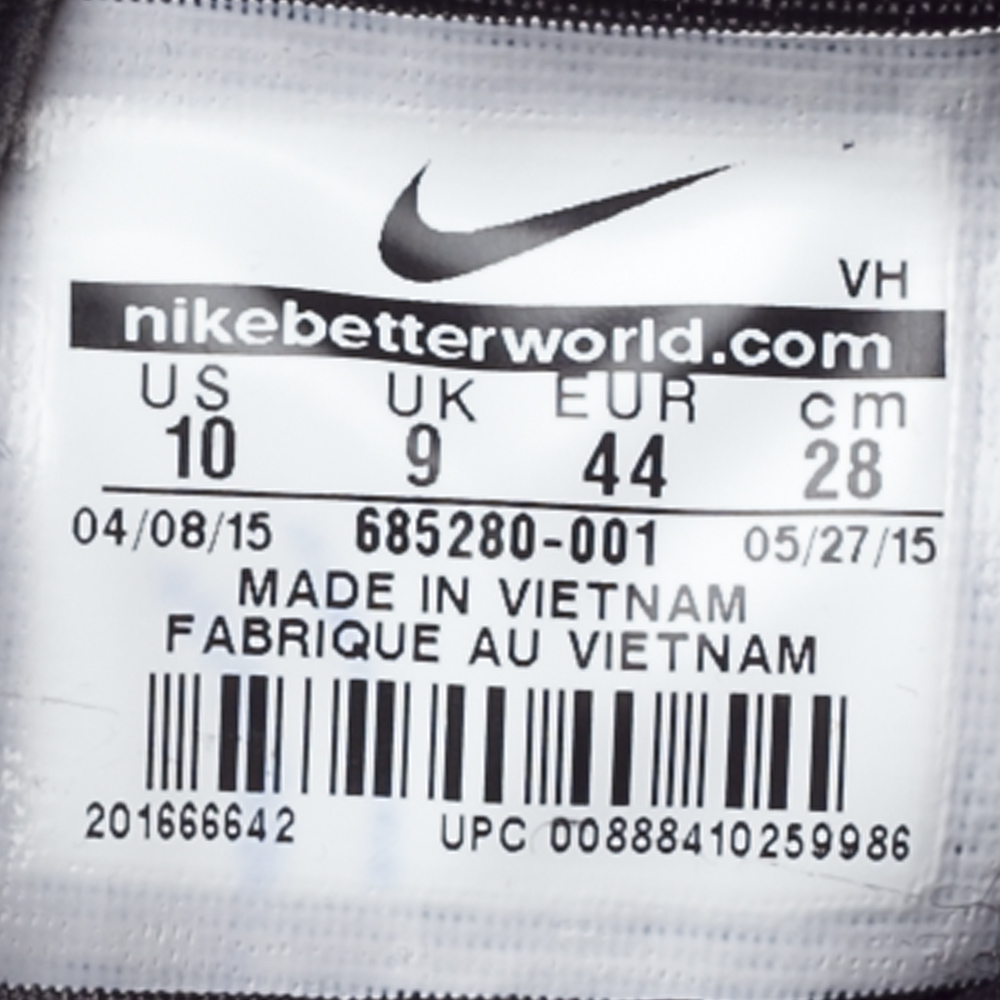 VH
nikebetterworld.com
US UK EUR cm
10 9 44 28
04/08/15 685280-001 05/27/15
MADE IN VIETNAM
FABRIQUE AU VIETNAM
201666642 UPC 00888410259986